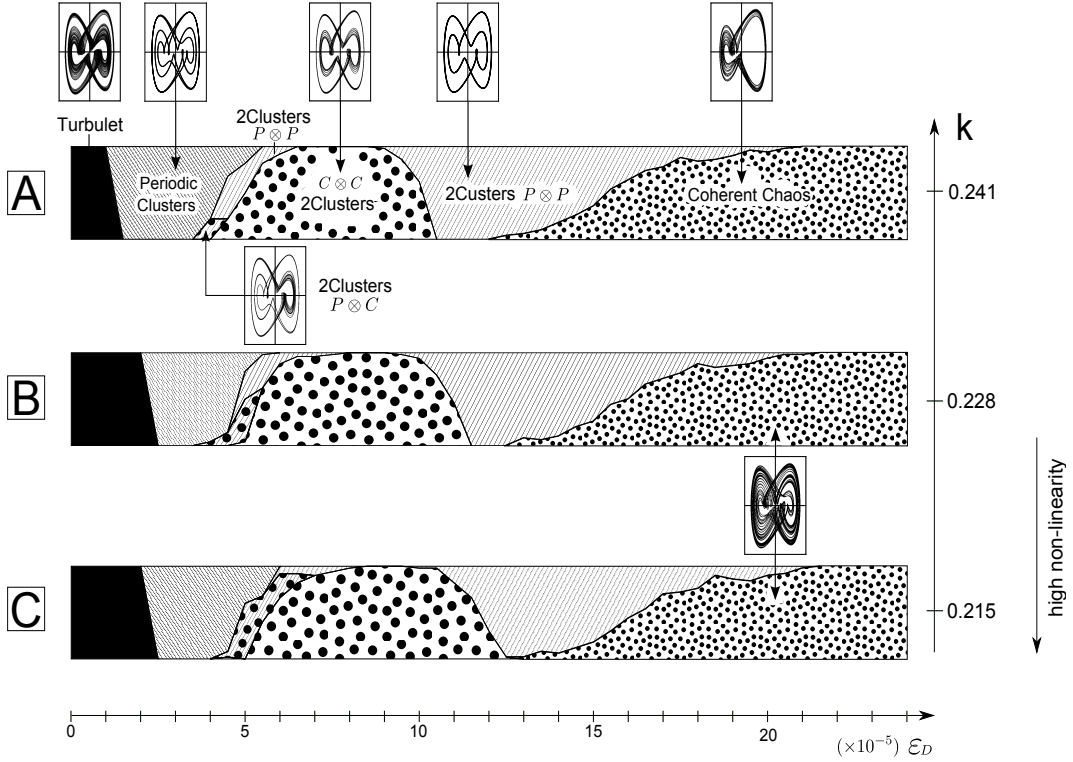 Turbulet
2Clusters
P ⊗ P
k
A
Periodic
Clusters
C ⊗ C
2Clusters
2Custers P ⊗ P
Coherent Chaos
0.241
2Clusters
P ⊗ C
B
0.228
high non-linearity
C
0.215
0 5 10 15 20
(×10⁻⁵) ε_D